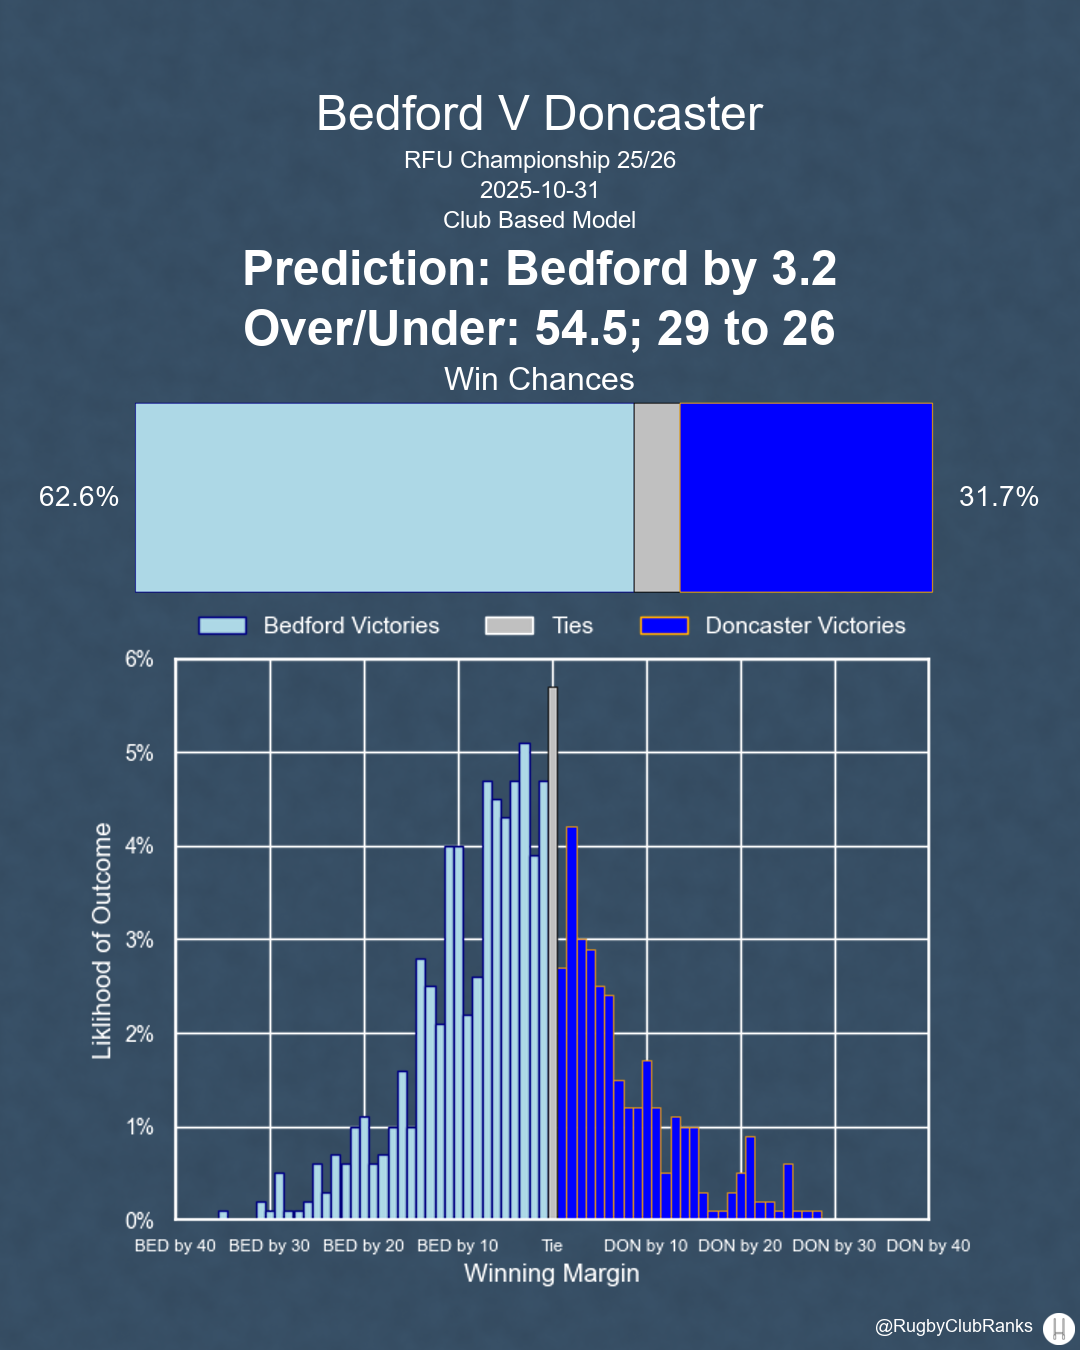 Bedford V Doncaster
RFU Championship 25/26
2025-10-31
Club Based Model
Prediction: Bedford by 3.2
Over/Under: 54.5; 29 to 26
Win Chances
62.6%
31.7%
Bedford Victories
Ties
Doncaster Victories
6%
5%
4%
3%
2%
1%
0%
Liklihood of Outcome
BED by 40
BED by 30
BED by 20
BED by 10
Tie
DON by 10
DON by 20
DON by 30
DON by 40
Winning Margin
@RugbyClubRanks